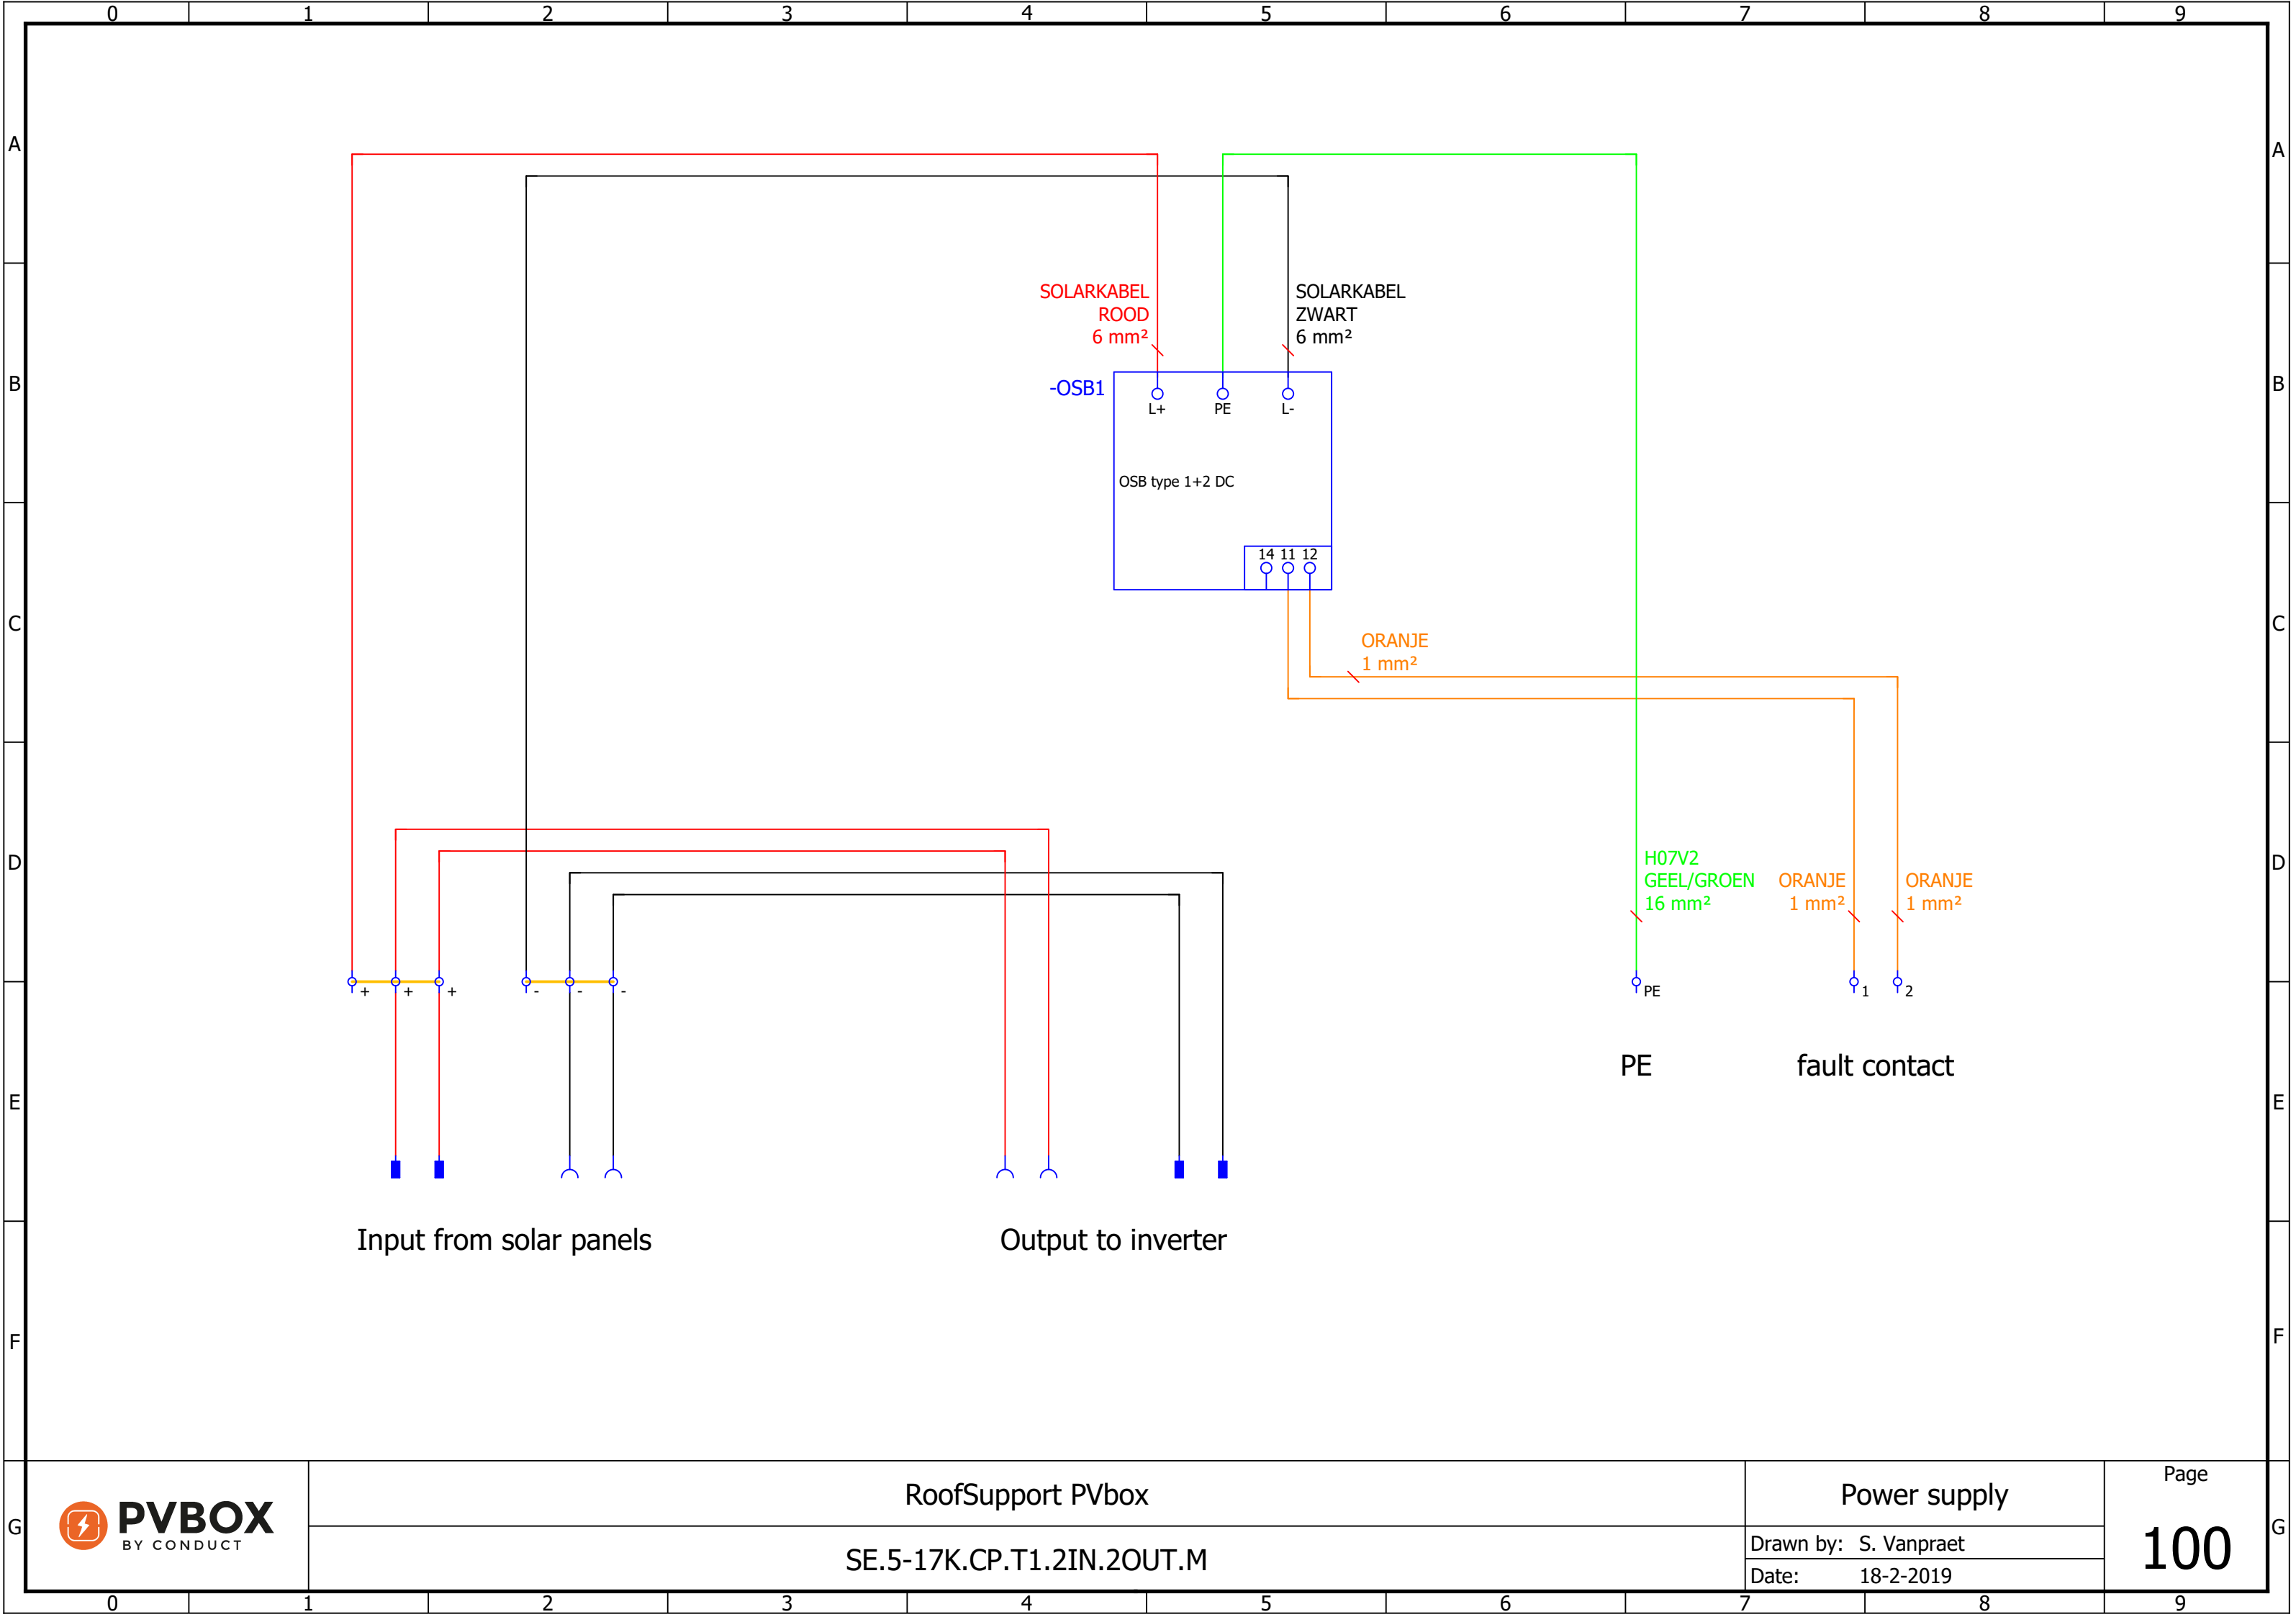 0 1 2 3 4 5 6 7 8 9
A A
SOLARKABEL
ROOD
6 mm²
SOLARKABEL
ZWART
6 mm²
B B
-OSB1
L+ PE L-
OSB type 1+2 DC
14 11 12
C C
ORANJE
1 mm²
D D
H07V2
GEEL/GROEN
16 mm²
ORANJE
1 mm²
ORANJE
1 mm²
+ + + - - - PE 1 2
PE fault contact
E E
Input from solar panels Output to inverter
F F
G G
PVBOX
BY CONDUCT
RoofSupport PVbox
SE.5-17K.CP.T1.2IN.2OUT.M
Power supply
Drawn by: S. Vanpraet
Date: 18-2-2019
Page
100
0 1 2 3 4 5 6 7 8 9